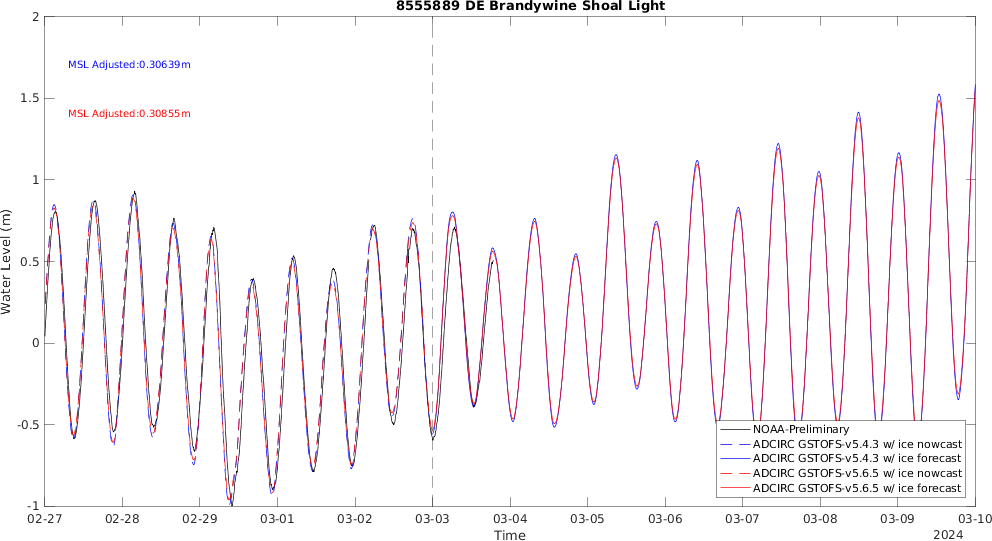 8555889 DE Brandywine Shoal Light
MSL Adjusted:0.30639m
MSL Adjusted:0.30855m
Water Level (m)
2
1.5
1
0.5
0
-0.5
-1
NOAA-Preliminary
ADCIRC GSTOFS-v5.4.3 w/ ice nowcast
ADCIRC GSTOFS-v5.4.3 w/ ice forecast
ADCIRC GSTOFS-v5.6.5 w/ ice nowcast
ADCIRC GSTOFS-v5.6.5 w/ ice forecast
02-27 02-28 02-29 03-01 03-02 03-03 03-04 03-05 03-06 03-07 03-08 03-09 03-10
Time
2024